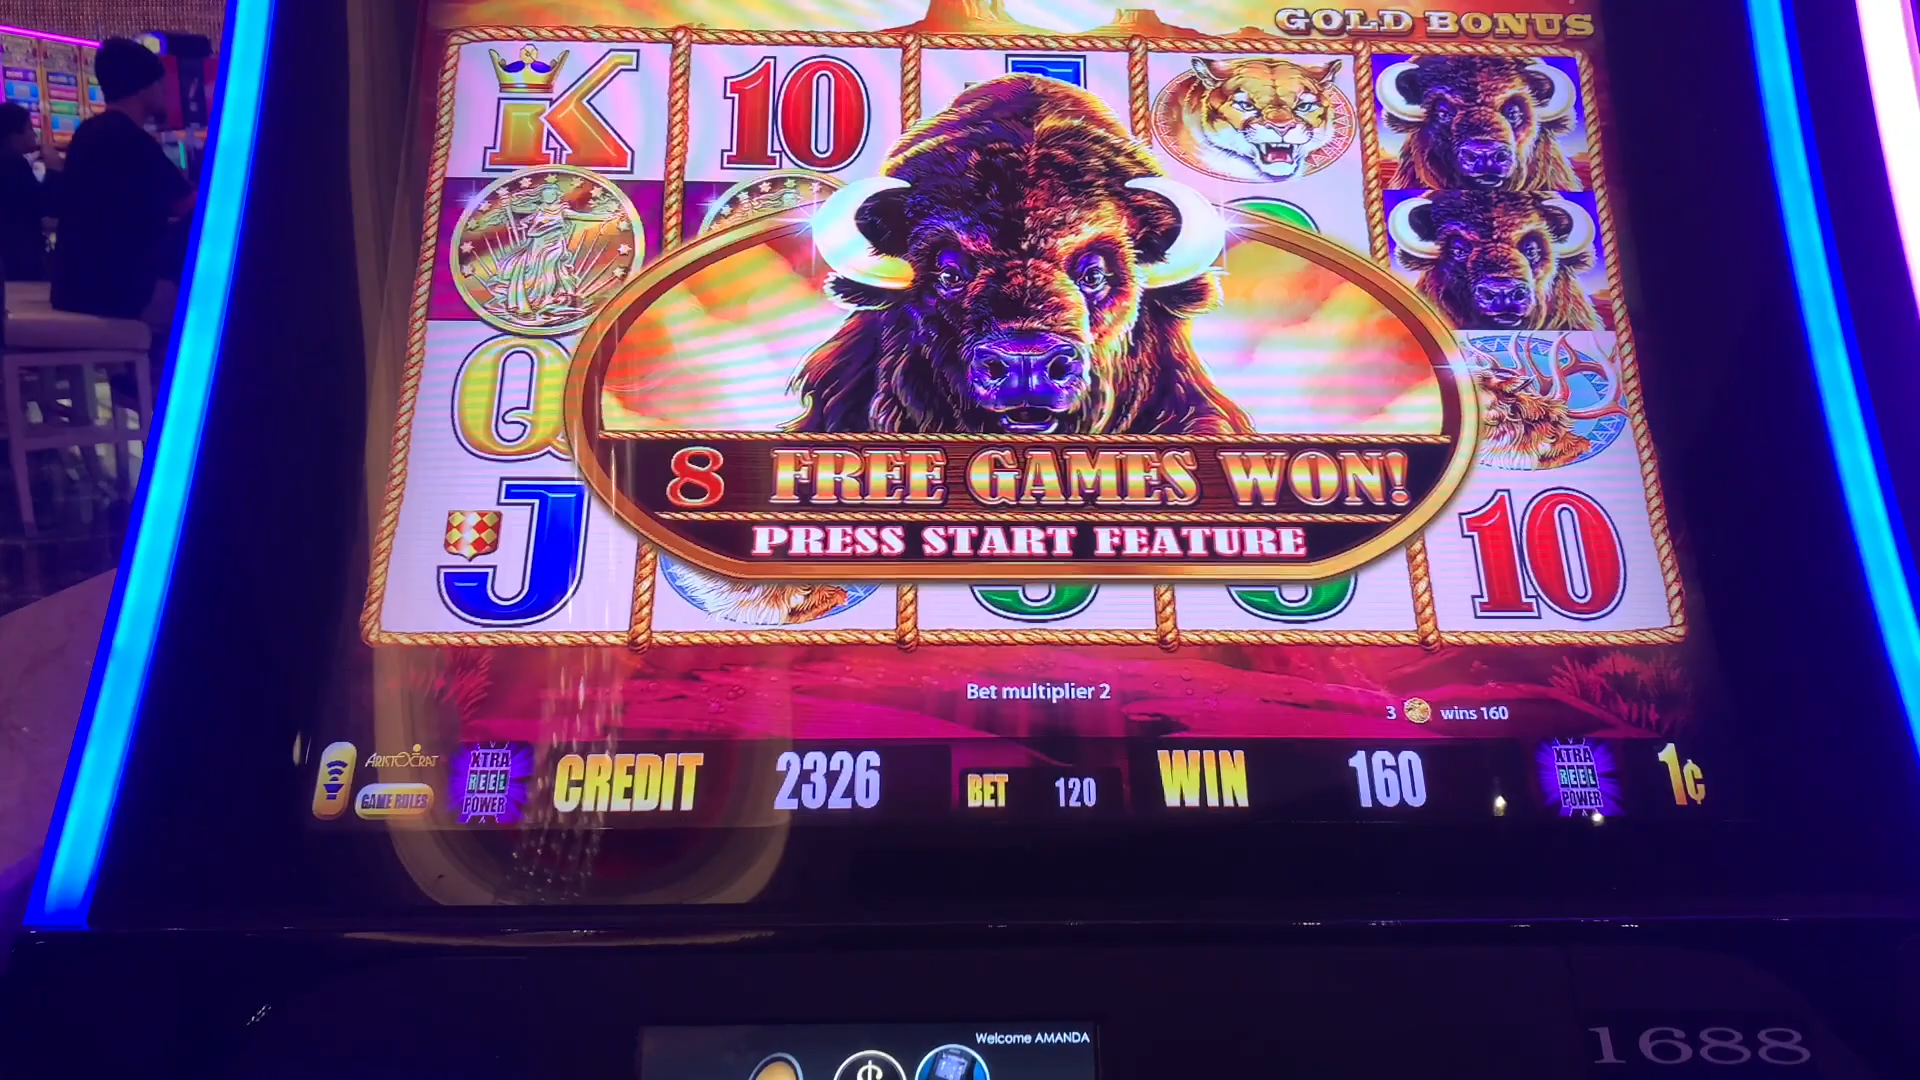 GOLD BONUS
K
10
J
Q
J
10
8 FREE GAMES WON!
PRESS START FEATURE
Bet multiplier 2
3 wins 160
ARISTOCRAT
GAME RULES
XTRA REEL POWER
CREDIT 2326
BET 120
WIN 160
XTRA REEL POWER
1¢
Welcome AMANDA
$
1688